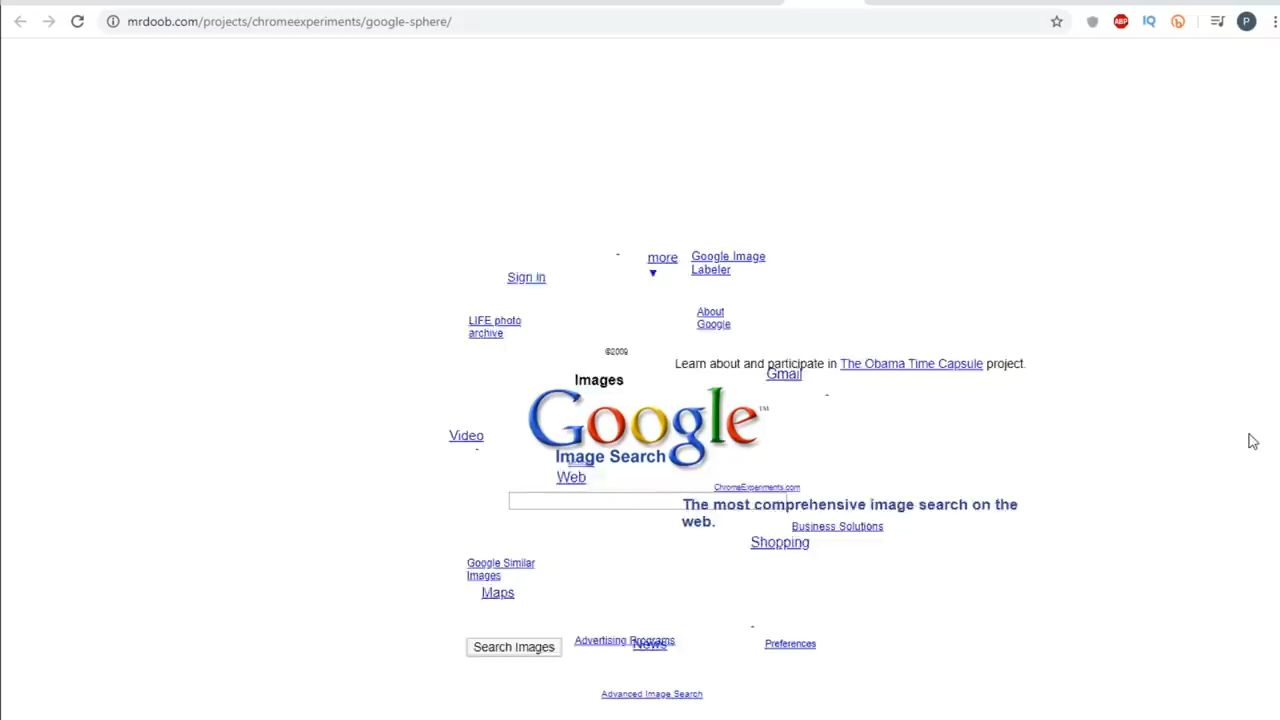 mrdoob.com/projects/chromeexperiments/google-sphere/
ABP
IQ
P
more
▼
Google Image
Labeler
Sign in
LIFE photo
archive
About
Google
©2009
Learn about and participate in The Obama Time Capsule project.
Gmail
Images
Google™
Image Search
Video
Web
ChromeExperiments.com
The most comprehensive image search on the
web.
Business Solutions
Shopping
Google Similar
Images
Maps
Search Images
Advertising Programs
News
Preferences
Advanced Image Search